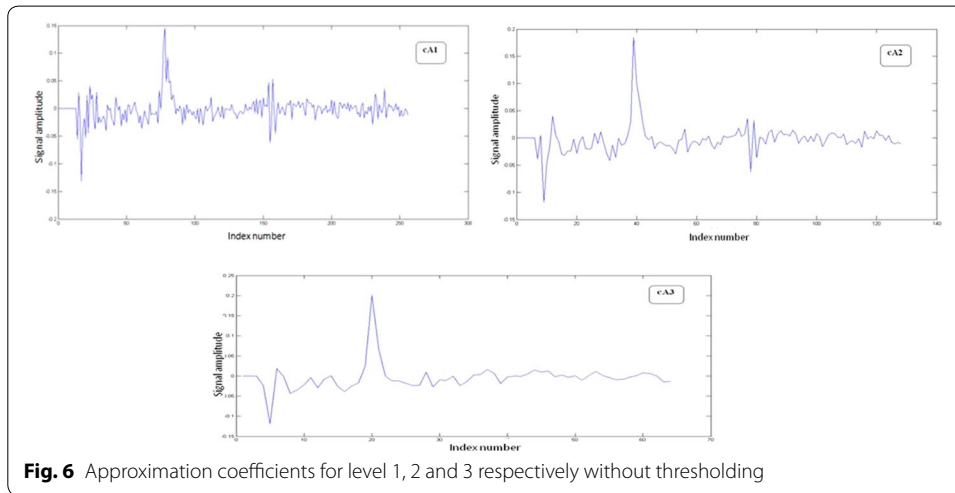 0.15
cA1
0.1
0.05
0
-0.05
-0.1
-0.15
-0.2
Signal amplitude
0 50 100 150 200 250 300
Index number
0.2
cA2
0.15
0.1
0.05
0
-0.05
-0.1
-0.15
Signal amplitude
0 20 40 60 80 100 120 140
Index number
0.25
cA3
0.2
0.15
0.1
0.05
0
0.05
-0.1
-0.15
Signal amplitude
0 10 20 30 40 50 60 70
Index number
Fig. 6 Approximation coefficients for level 1, 2 and 3 respectively without thresholding